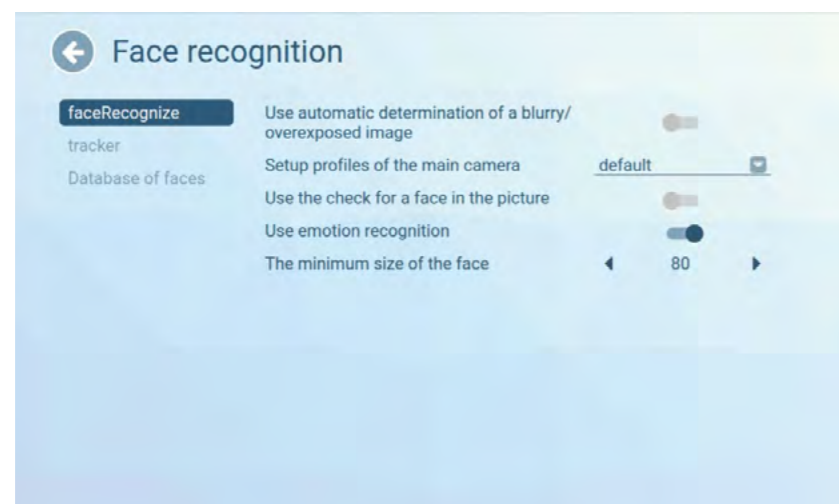 Face recognition
faceRecognize
tracker
Database of faces
Use automatic determination of a blurry/
overexposed image
Setup profiles of the main camera default
Use the check for a face in the picture
Use emotion recognition
The minimum size of the face 80